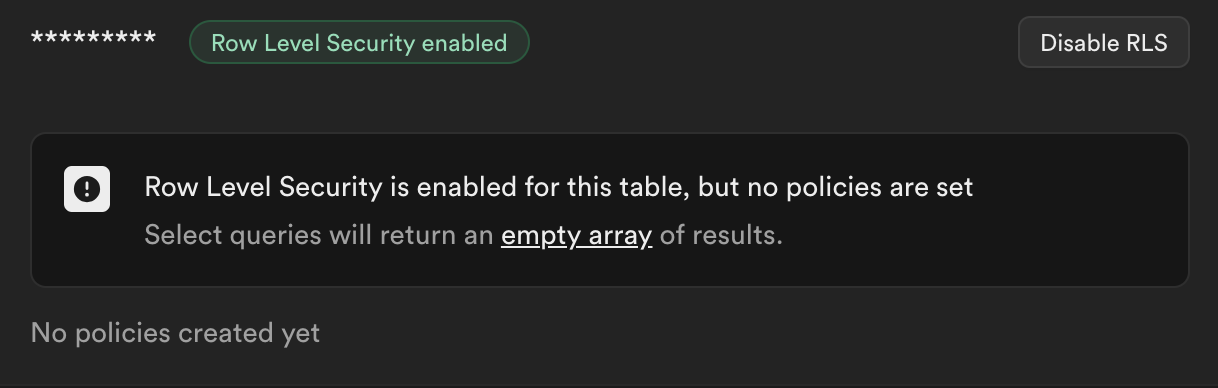 *********
Row Level Security enabled
Disable RLS
Row Level Security is enabled for this table, but no policies are set
Select queries will return an empty array of results.
No policies created yet